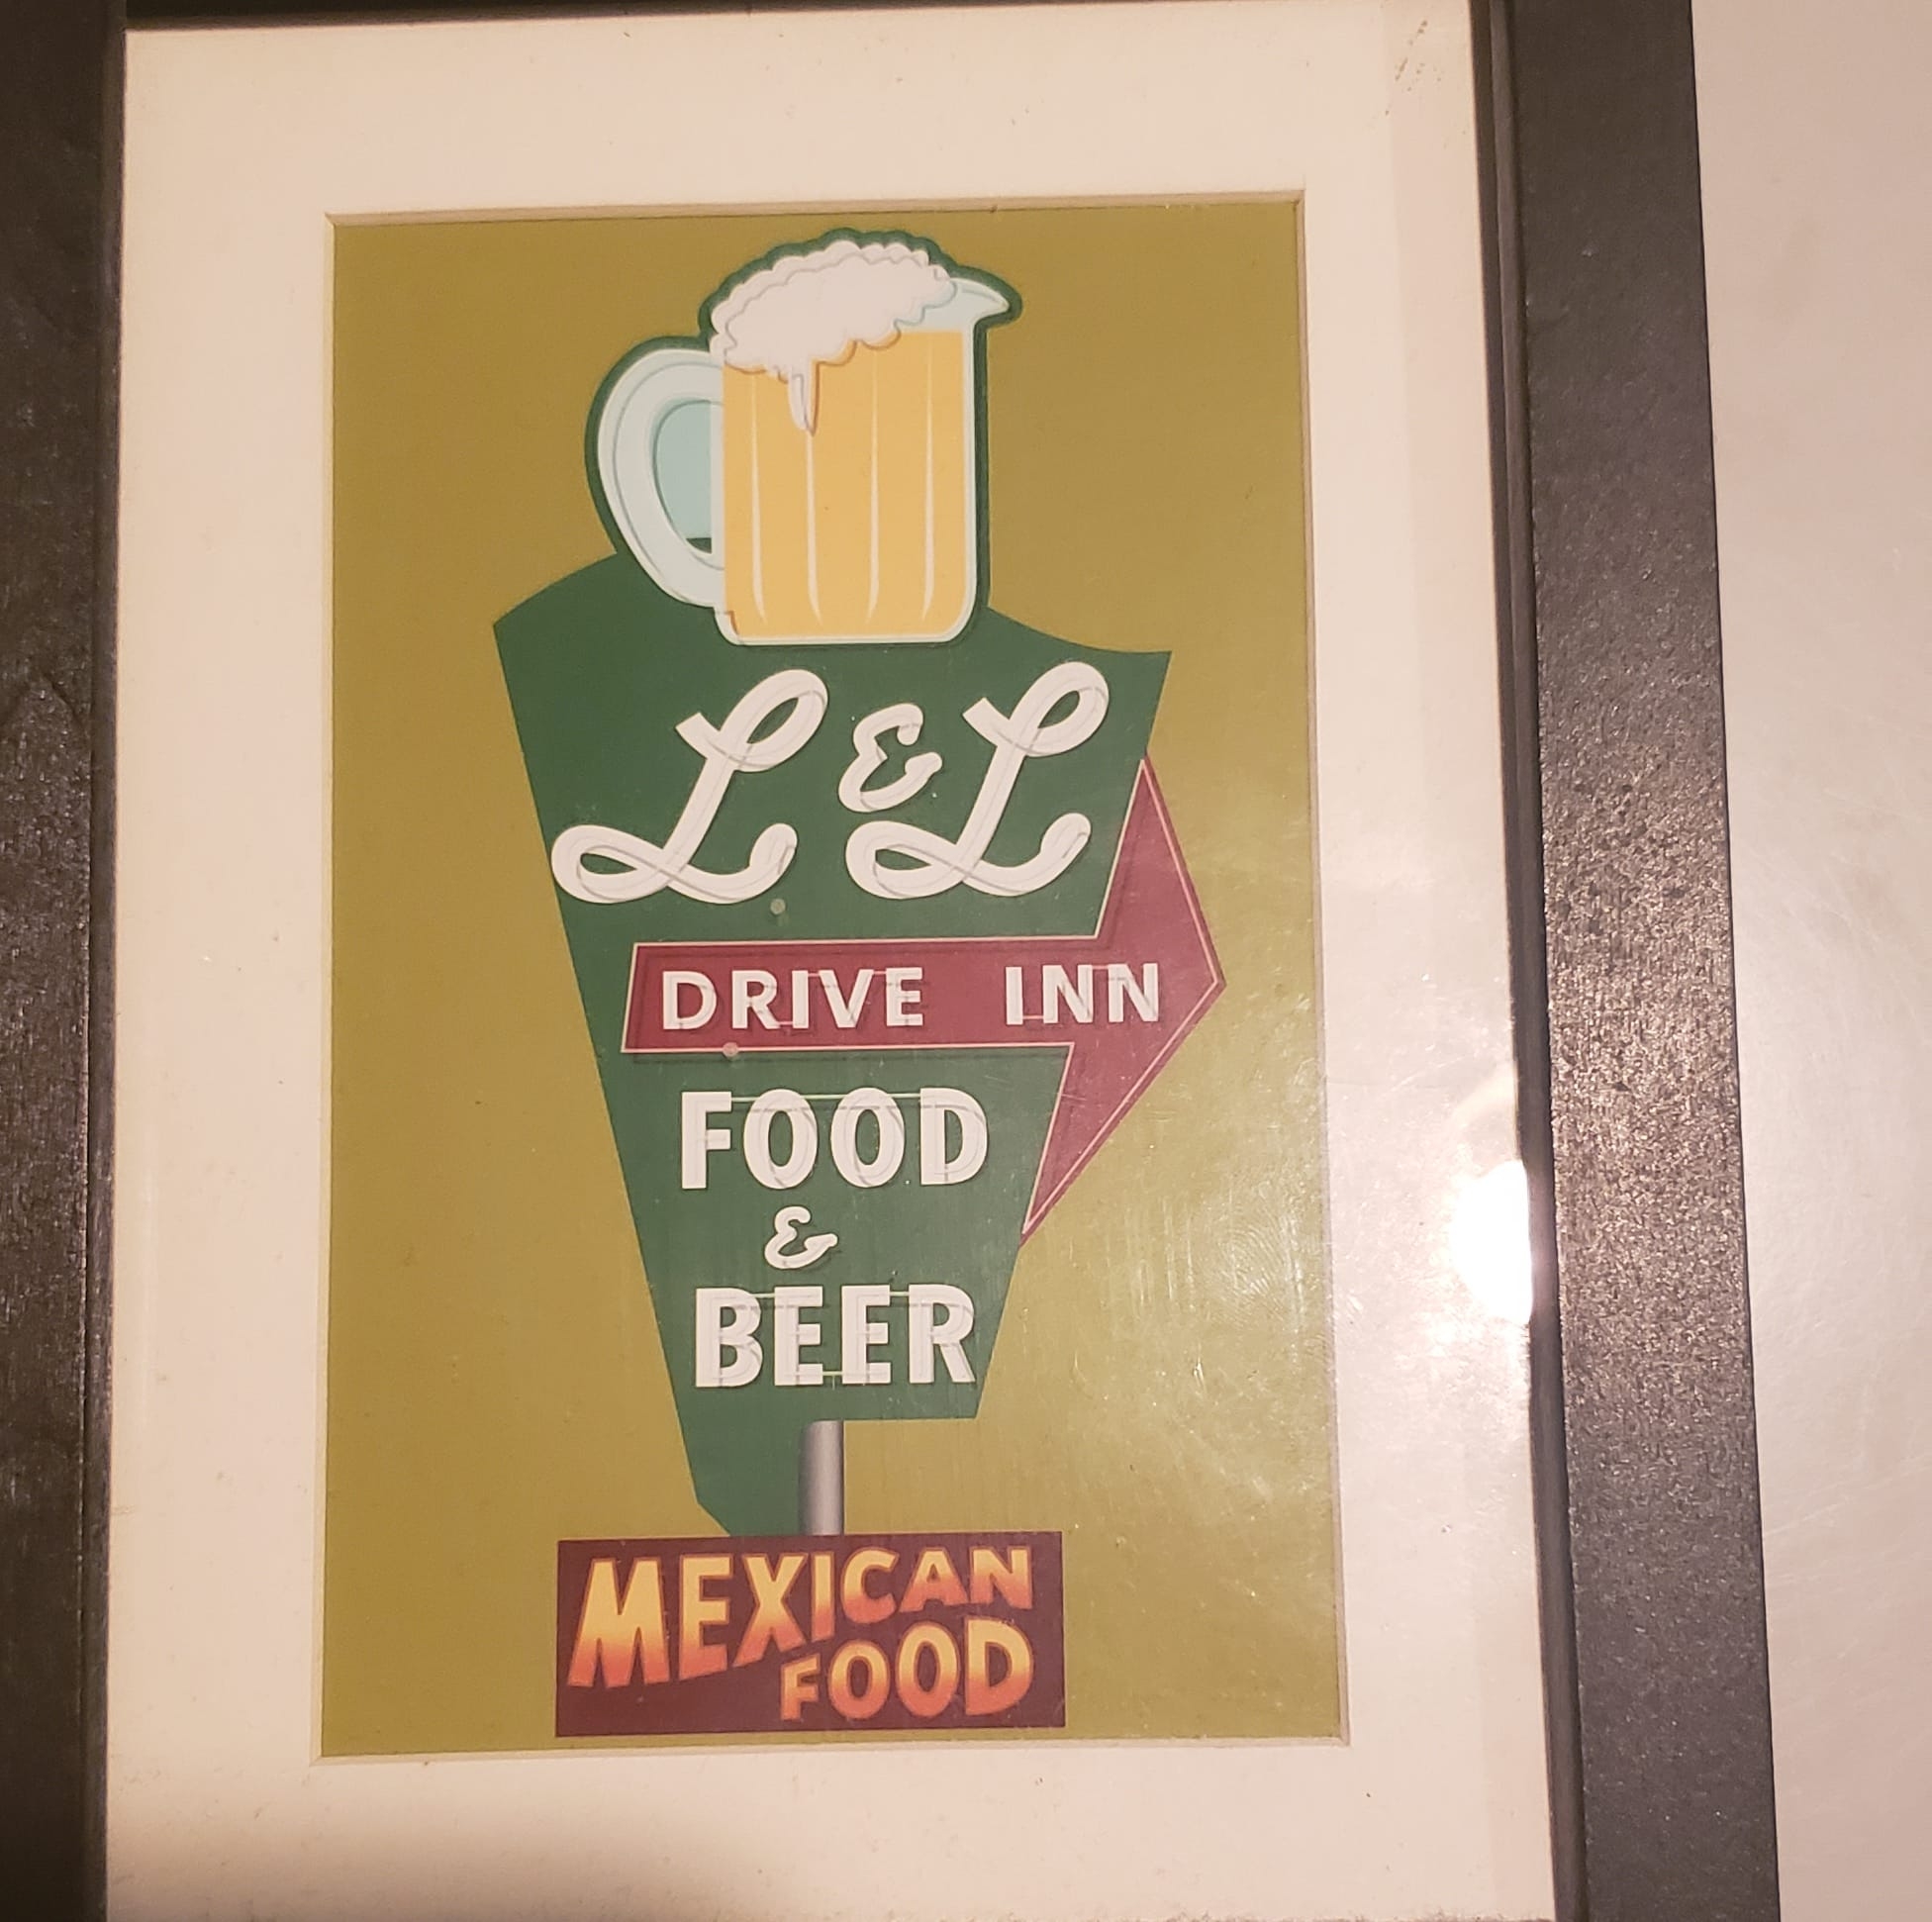 L & L
DRIVE INN
FOOD
&
BEER
MEXICAN
FOOD